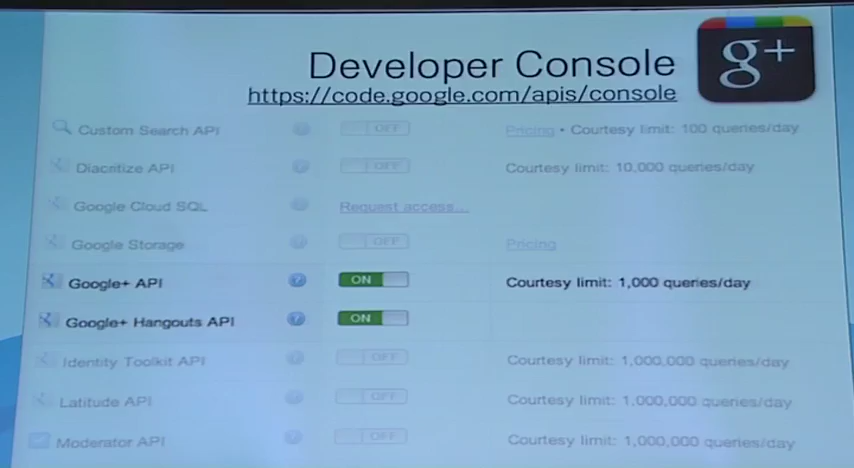 Developer Console
g+
https://code.google.com/apis/console
Custom Search API ? OFF Pricing • Courtesy limit: 100 queries/day
Diacritize API ? OFF Courtesy limit: 10,000 queries/day
Google Cloud SQL ? Request access...
Google Storage ? OFF Pricing
Google+ API ? ON Courtesy limit: 1,000 queries/day
Google+ Hangouts API ? ON
Identity Toolkit API ? OFF Courtesy limit: 1,000,000 queries/day
Latitude API ? OFF Courtesy limit: 1,000,000 queries/day
Moderator API ? OFF Courtesy limit: 1,000,000 queries/day